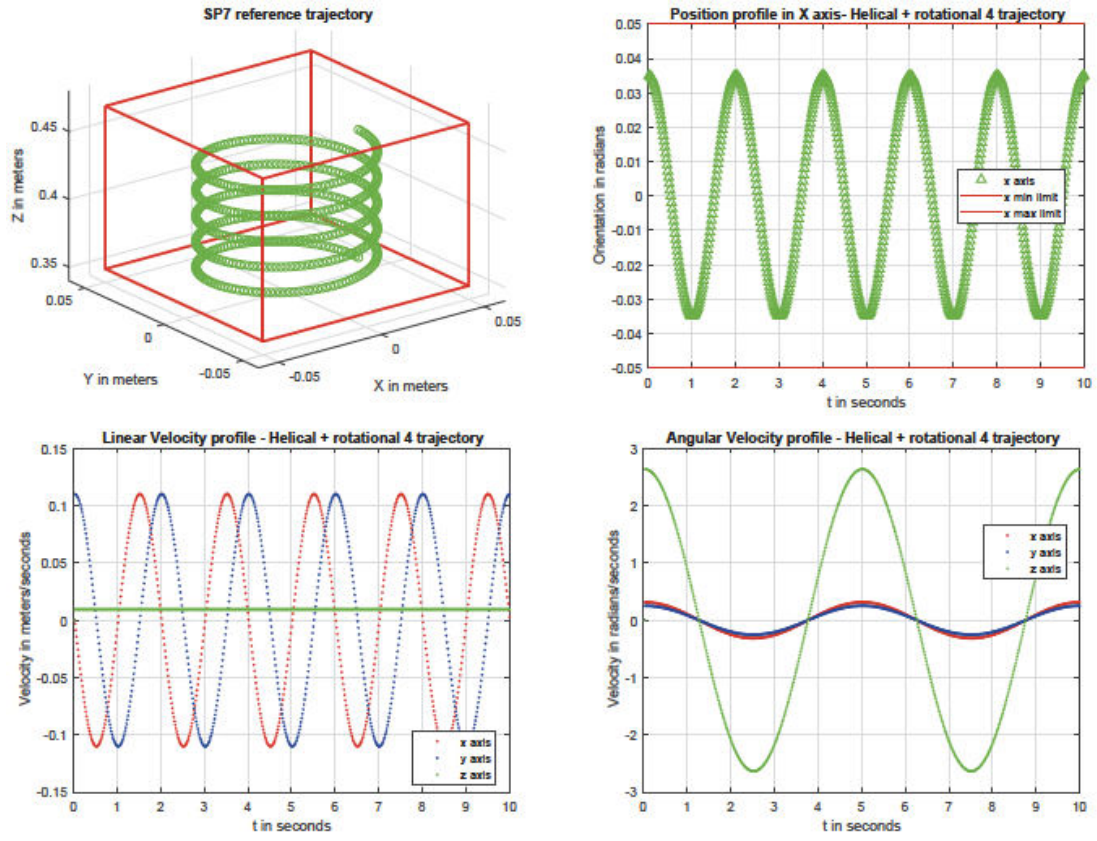 SP7 reference trajectory
0.45
0.4
0.35
Z in meters
0.05
0
-0.05
Y in meters
-0.05
0
0.05
X in meters
Position profile in X axis- Helical + rotational 4 trajectory
0.05
0.04
0.03
0.02
0.01
0
-0.01
-0.02
-0.03
-0.04
-0.05
Orientation in radians
x axis
x min limit
x max limit
0 1 2 3 4 5 6 7 8 9 10
t in seconds
Linear Velocity profile - Helical + rotational 4 trajectory
0.15
0.1
0.05
0
-0.05
-0.1
-0.15
Velocity in meters/seconds
x axis
y axis
z axis
0 1 2 3 4 5 6 7 8 9 10
t in seconds
Angular Velocity profile - Helical + rotational 4 trajectory
3
2
1
0
-1
-2
-3
Velocity in radians/seconds
x axis
y axis
z axis
0 1 2 3 4 5 6 7 8 9 10
t in seconds